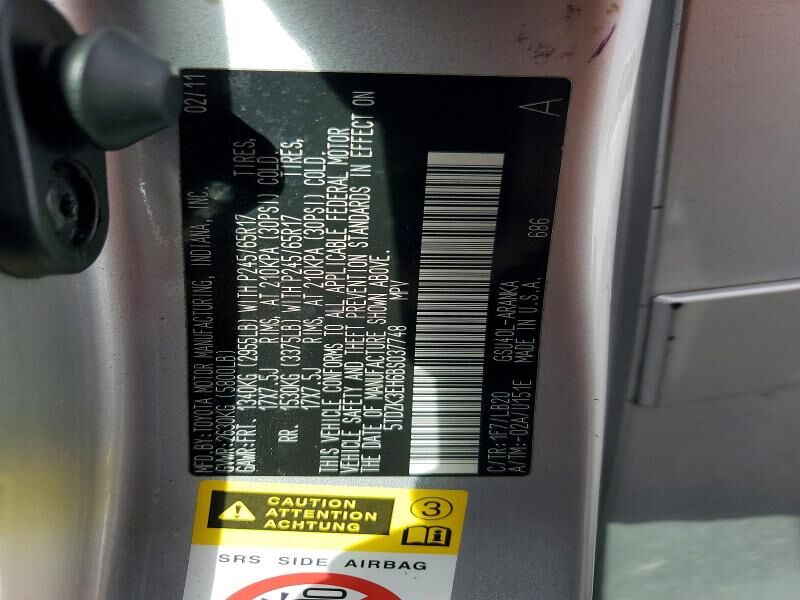 MFD.BY:TOYOTA MOTOR MANUFACTURING, INDIANA, INC. 02/11
GVWR:2630KG(5800LB)
GAWR:FRT. 1340KG (2955LB) WITH P245/65R17 TIRES,
17X7.5J RIMS, AT 210KPA (30PSI) COLD.
RR. 1530KG (3375LB) WITH P245/65R17 TIRES,
17X7.5J RIMS, AT 210KPA (30PSI) COLD.
THIS VEHICLE CONFORMS TO ALL APPLICABLE FEDERAL MOTOR
VEHICLE SAFETY AND THEFT PREVENTION STANDARDS IN EFFECT ON
THE DATE OF MANUFACTURE SHOWN ABOVE.
5TDZK3EH6BS037748 MPV
C/TR:1F7/LB20 GSU40L-ARANKA
A/TM:-02A/U151E MADE IN U.S.A. 686
A
CAUTION
ATTENTION
ACHTUNG
3
SRS SIDE AIRBAG